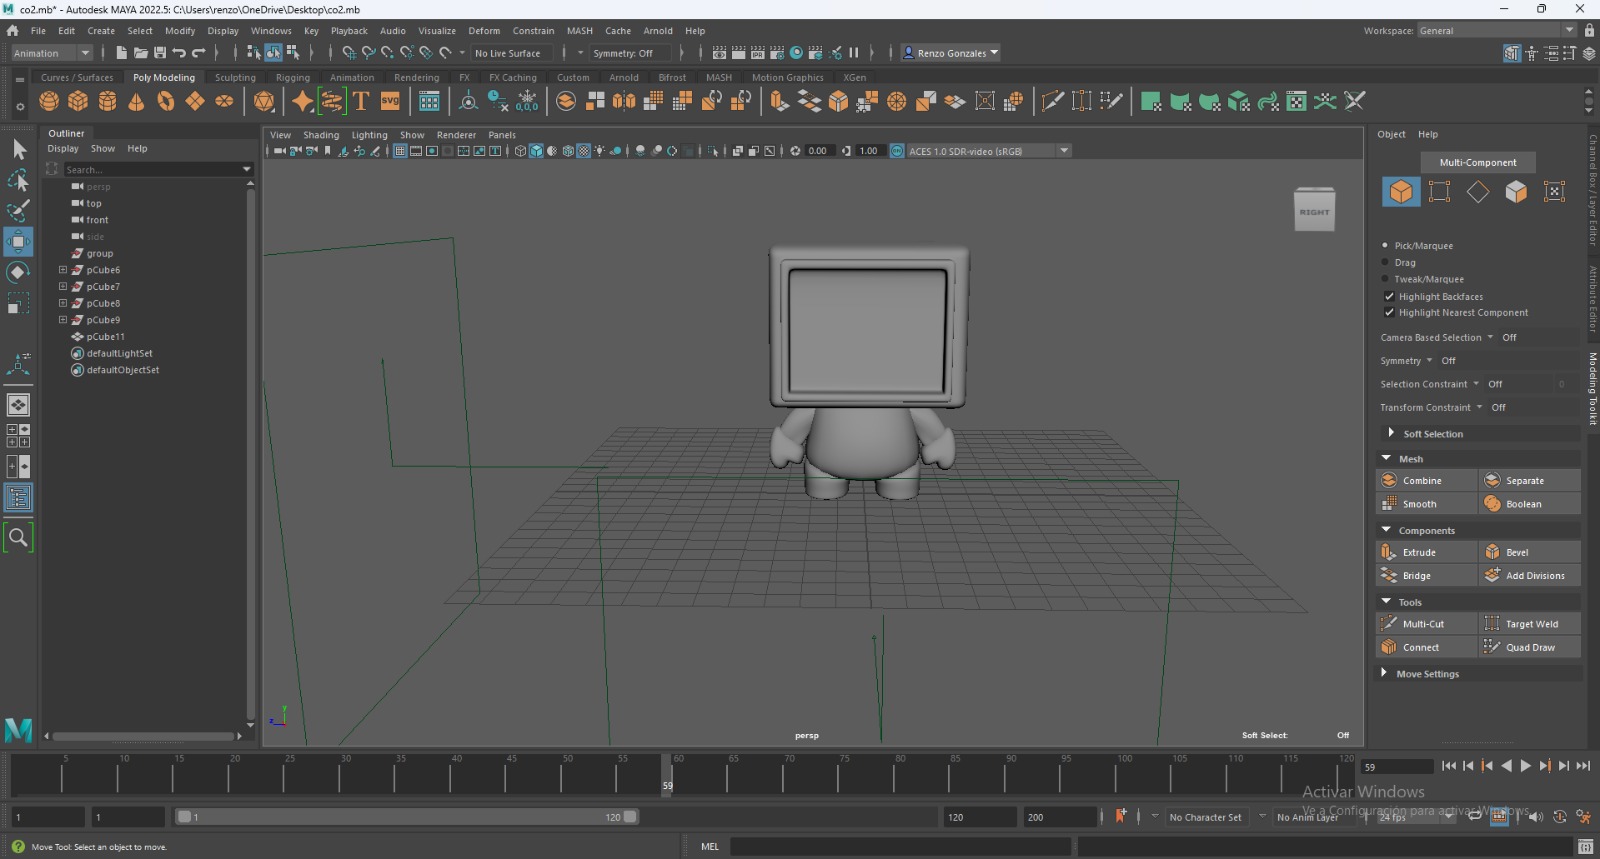 co2.mb* - Autodesk MAYA 2022.5: C:\Users\renzo\OneDrive\Desktop\co2.mb
File Edit Create Select Modify Display Windows Key Playback Audio Visualize Deform Constrain MASH Cache Arnold Help
Workspace: General
Animation
No Live Surface
Symmetry: Off
Renzo Gonzales
Curves / Surfaces Poly Modeling Sculpting Rigging Animation Rendering FX FX Caching Custom Arnold Bifrost MASH Motion Graphics XGen
T SVG
0,0,0
Outliner
Display Show Help
Search...
persp
top
front
side
group
pCube6
pCube7
pCube8
pCube9
pCube11
defaultLightSet
defaultObjectSet
View Shading Lighting Show Renderer Panels
0.00 1.00 ACES 1.0 SDR-video (sRGB)
RIGHT
y
z
persp
Soft Select: Off
Object Help
Multi-Component
Pick/Marquee
Drag
Tweak/Marquee
Highlight Backfaces
Highlight Nearest Component
Camera Based Selection Off
Symmetry Off
Selection Constraint Off 0
Transform Constraint Off
Soft Selection
Mesh
Combine Separate
Smooth Boolean
Components
Extrude Bevel
Bridge Add Divisions
Tools
Multi-Cut Target Weld
Connect Quad Draw
Move Settings
Channel Box / Layer Editor
Attribute Editor
Modeling Toolkit
5 10 15 20 25 30 35 40 45 50 55 60 65 70 75 80 85 90 95 100 105 110 115 120
59
59
Activar Windows
Ve a Configuración para activar Windows.
1 1 1 120 120 200 No Character Set No Anim Layer 24 fps
Move Tool: Select an object to move.
MEL